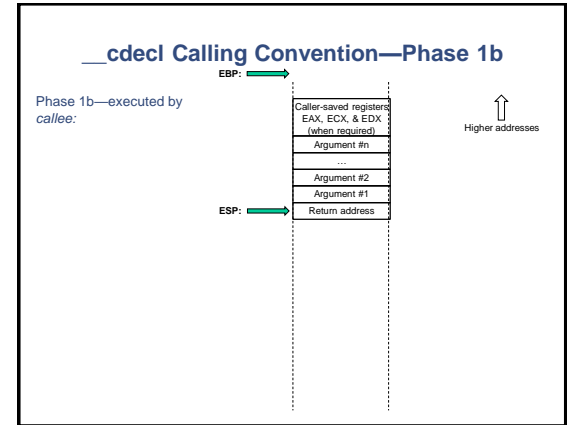 __cdecl Calling Convention—Phase 1b
EBP:
Phase 1b—executed by
callee:
Caller-saved registers
EAX, ECX, & EDX
(when required)
Argument #n
...
Argument #2
Argument #1
ESP:
Return address
Higher addresses